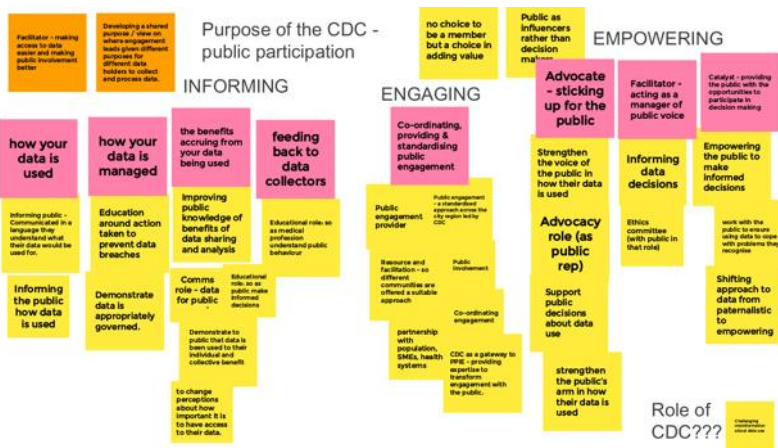 Facilitator - making
access to data
easier and making
public involvement
better
Developing a shared
purpose / view on
where engagement
leads given different
purposes for
different data
holders to collect
and process data.
Purpose of the CDC -
public participation
no choice to
be a member
but a choice in
adding value
Public as
influencers
rather than
decision
makers
INFORMING
ENGAGING
EMPOWERING
how your
data is
used
how your
data is
managed
the benefits
accruing from
your data
being used
feeding
back to
data
collectors
Co-ordinating,
providing &
standardising
public
engagement
Advocate
- sticking
up for the
public
Facilitator -
acting as a
manager of
public voice
Catalyst - providing
the public with the
opportunities to
participate in
decision making
Informing public -
Communicated in a
language they
understand what
their data would be
used for.
Informing
the public
how data
is used
Education
around action
taken to
prevent data
breaches
Demonstrate
data is
appropriately
governed.
Improving
public
knowledge of
benefits of
data sharing
and analysis
Comms
role - data
for public
Educational
role: so as
public make
informed
decisions
Demonstrate to
public that data is
been used to their
individual and
collective benefit
to change
perceptions
about how
important it is
to have access
to their data.
Educational role: so
as medical
profession
understand public
behaviour
Public
engagement
provider
Public engagement
- a standardised
approach across the
city region led by
CDC
Resource and
facilitation - so
different
communities
are offered a suitable
approach
Public
involvement
Co-ordinating
engagement
partnership
with
population,
SMEs, health
systems
CDC as a gateway to
PPIE - providing
expertise to
transform
engagement with
the public.
Strengthen
the voice of
the public in
how their data
is used
Advocacy
role (as
public
rep)
Support
public
decisions
about data
use
strengthen
the public's
arm in how
their data is
used
Informing
data
decisions
Ethics
committee
(with public in
that role)
Empowering
the public to
make
informed
decisions
work with the
public to ensure
using data to cope
with problems they
recognise
Shifting
approach to
data from
paternalistic
to
empowering
Role of
CDC???
Challenging
misinformation
about data use